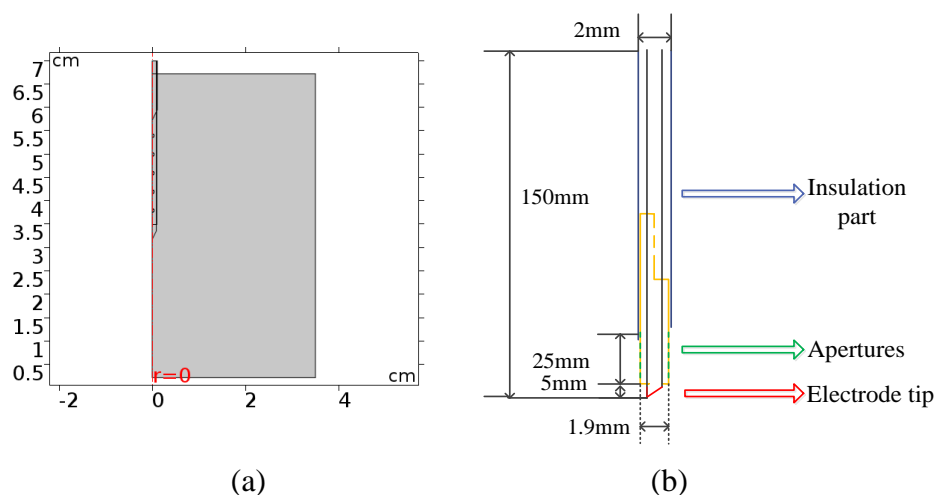 cm
7
6.5
6
5.5
5
4.5
4
3.5
3
2.5
2
1.5
1
0.5
r=0
cm
-2
0
2
4
(a)
2mm
150mm
Insulation
part
25mm
Apertures
5mm
Electrode tip
1.9mm
(b)